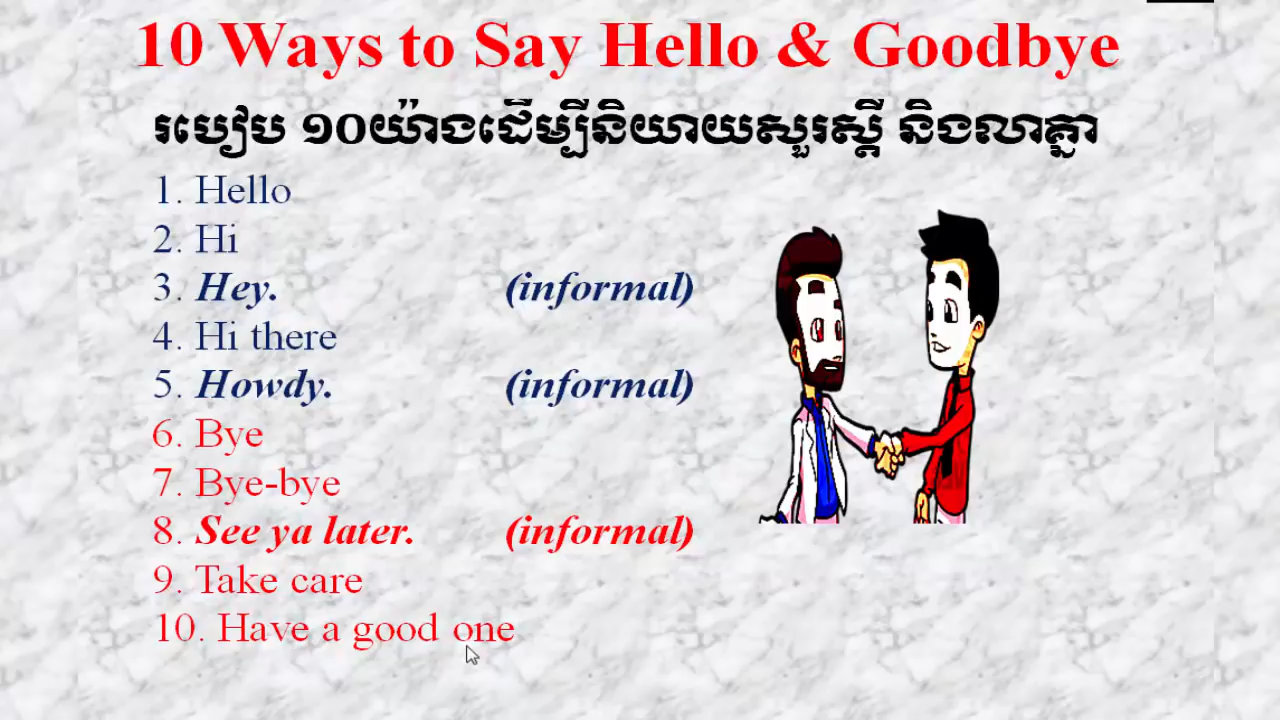 10 Ways to Say Hello & Goodbye
របៀប ១០យ៉ាងដើម្បីនិយាយសួរស្តី និងលាគ្នា
1. Hello
2. Hi
3. Hey. (informal)
4. Hi there
5. Howdy. (informal)
6. Bye
7. Bye-bye
8. See ya later. (informal)
9. Take care
10. Have a good one